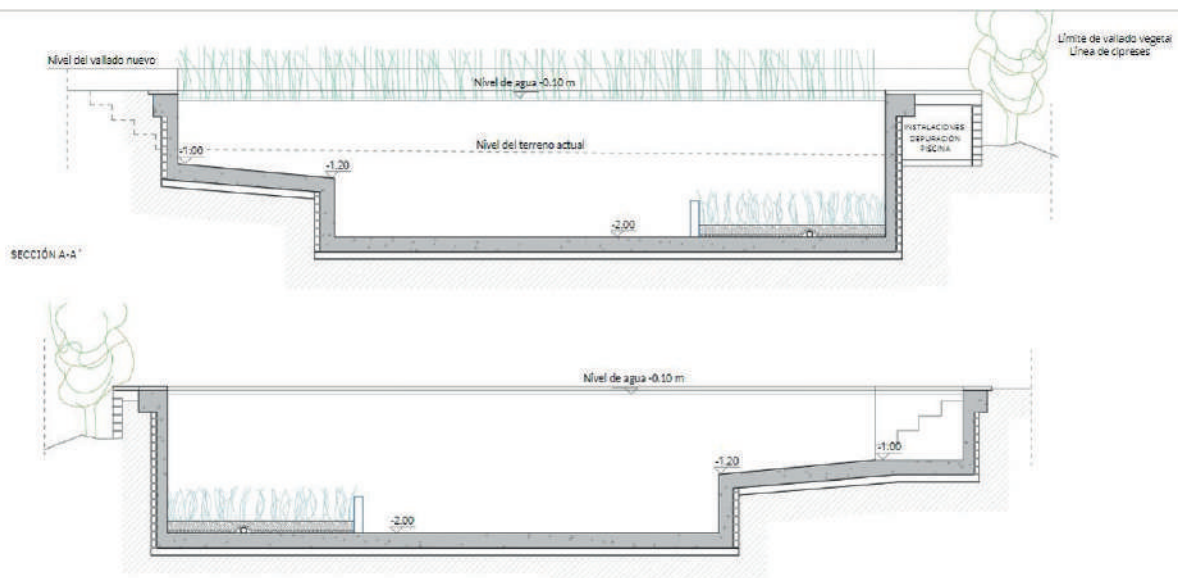 Límite de vallado vegetal
Línea de cipreses
Nivel del vallado nuevo
Nivel de agua -0.10 m
INSTALACIONES
DEPURACIÓN
PISCINA
Nivel del terreno actual
-1.00
-1.20
-2.00
SECCIÓN A-A'
Nivel de agua -0.10 m
-1.00
-1.20
-2.00